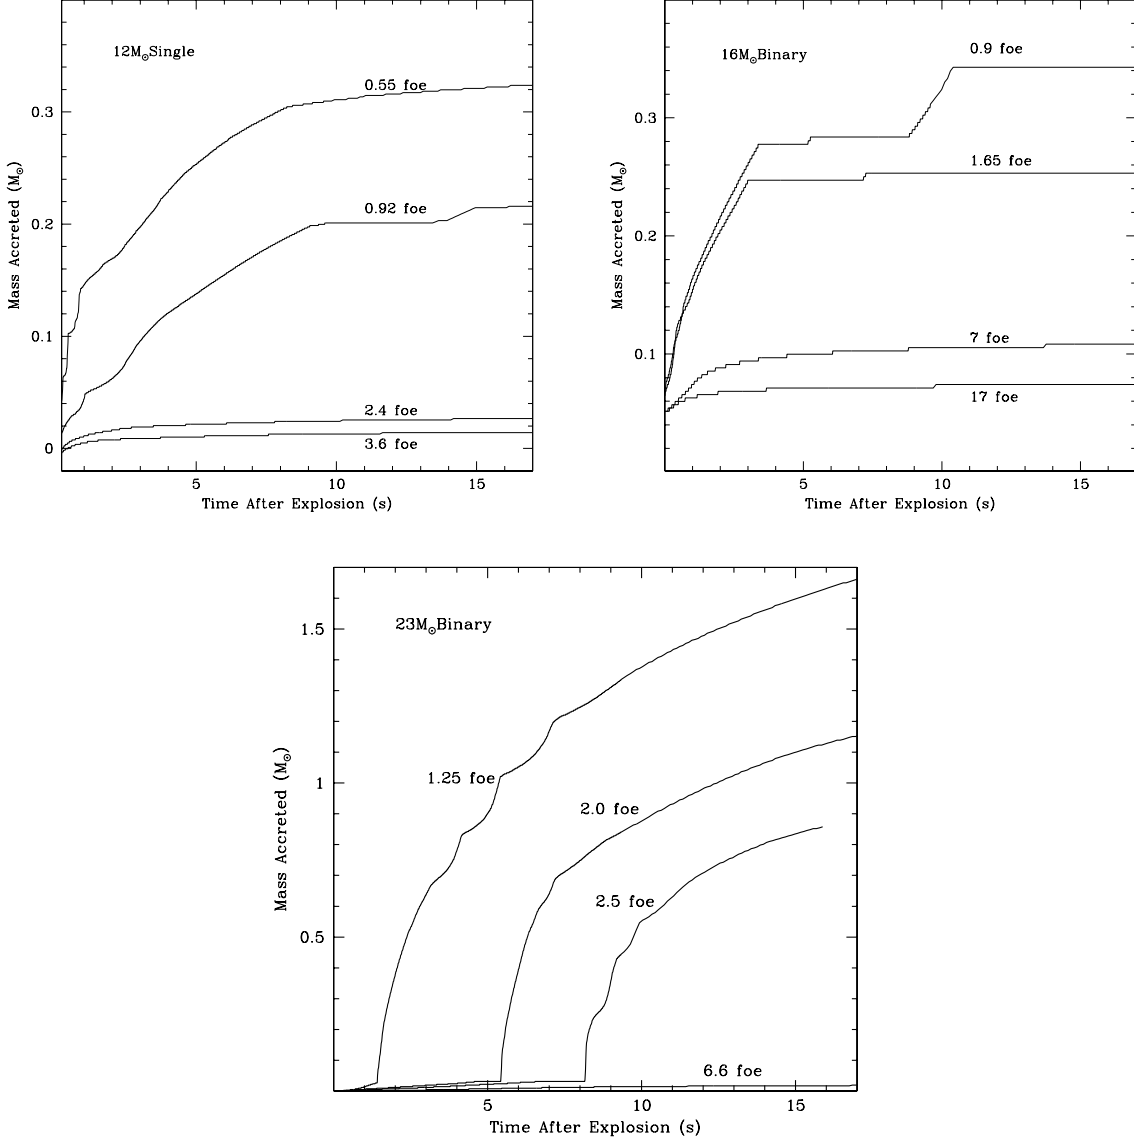 12M☉Single
0.55 foe
0.92 foe
2.4 foe
3.6 foe
0.3
0.2
0.1
0
5
10
15
Mass Accreted (M☉)
Time After Explosion (s)
16M☉Binary
0.9 foe
1.65 foe
7 foe
17 foe
0.3
0.2
0.1
5
10
15
Mass Accreted (M☉)
Time After Explosion (s)
23M☉Binary
1.25 foe
2.0 foe
2.5 foe
6.6 foe
1.5
1
0.5
5
10
15
Mass Accreted (M☉)
Time After Explosion (s)